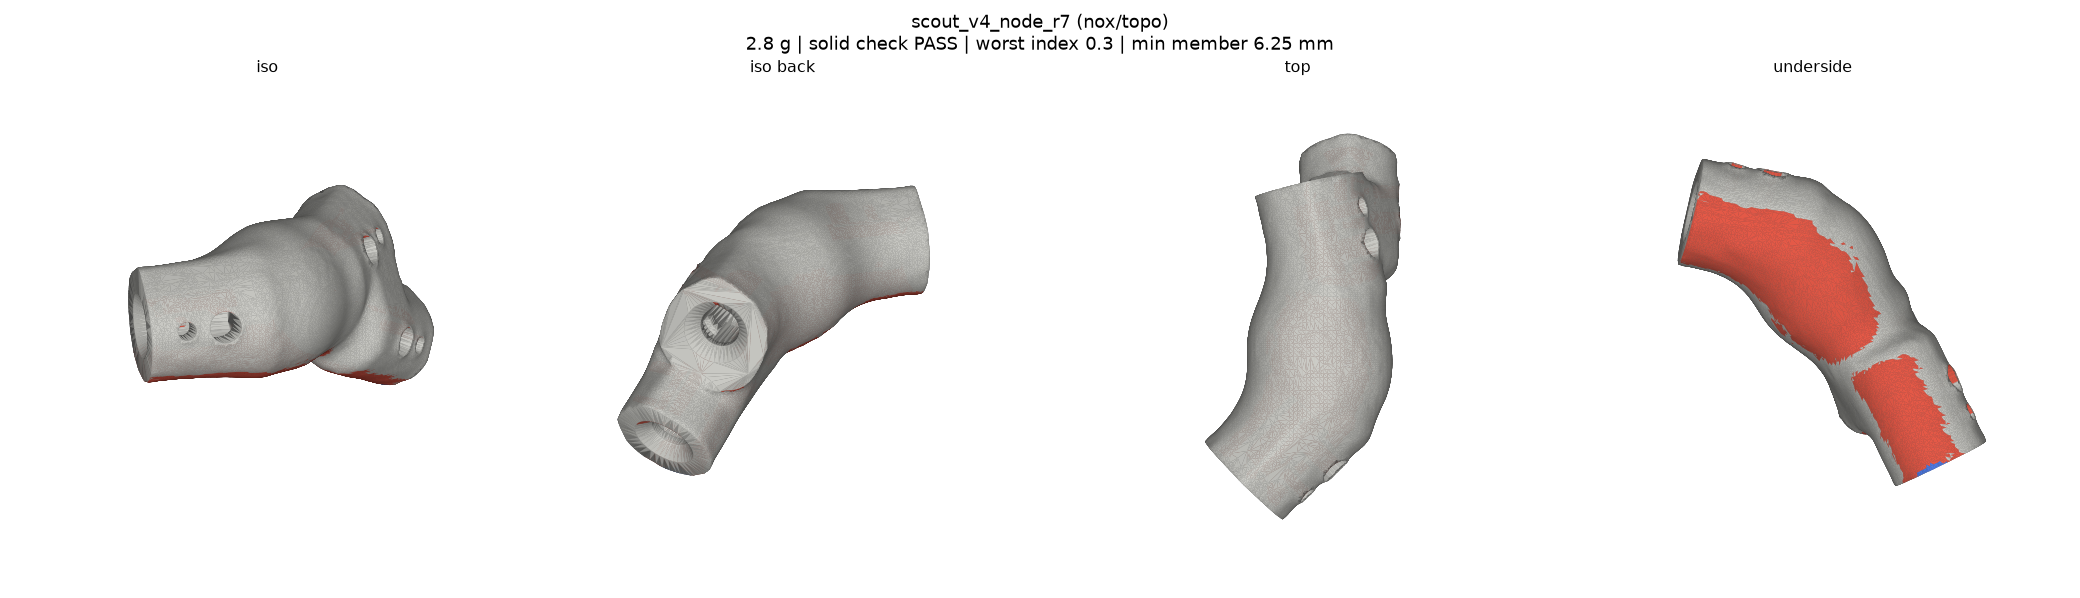 scout_v4_node_r7 (nox/topo)
2.8 g | solid check PASS | worst index 0.3 | min member 6.25 mm
iso
iso back
top
underside